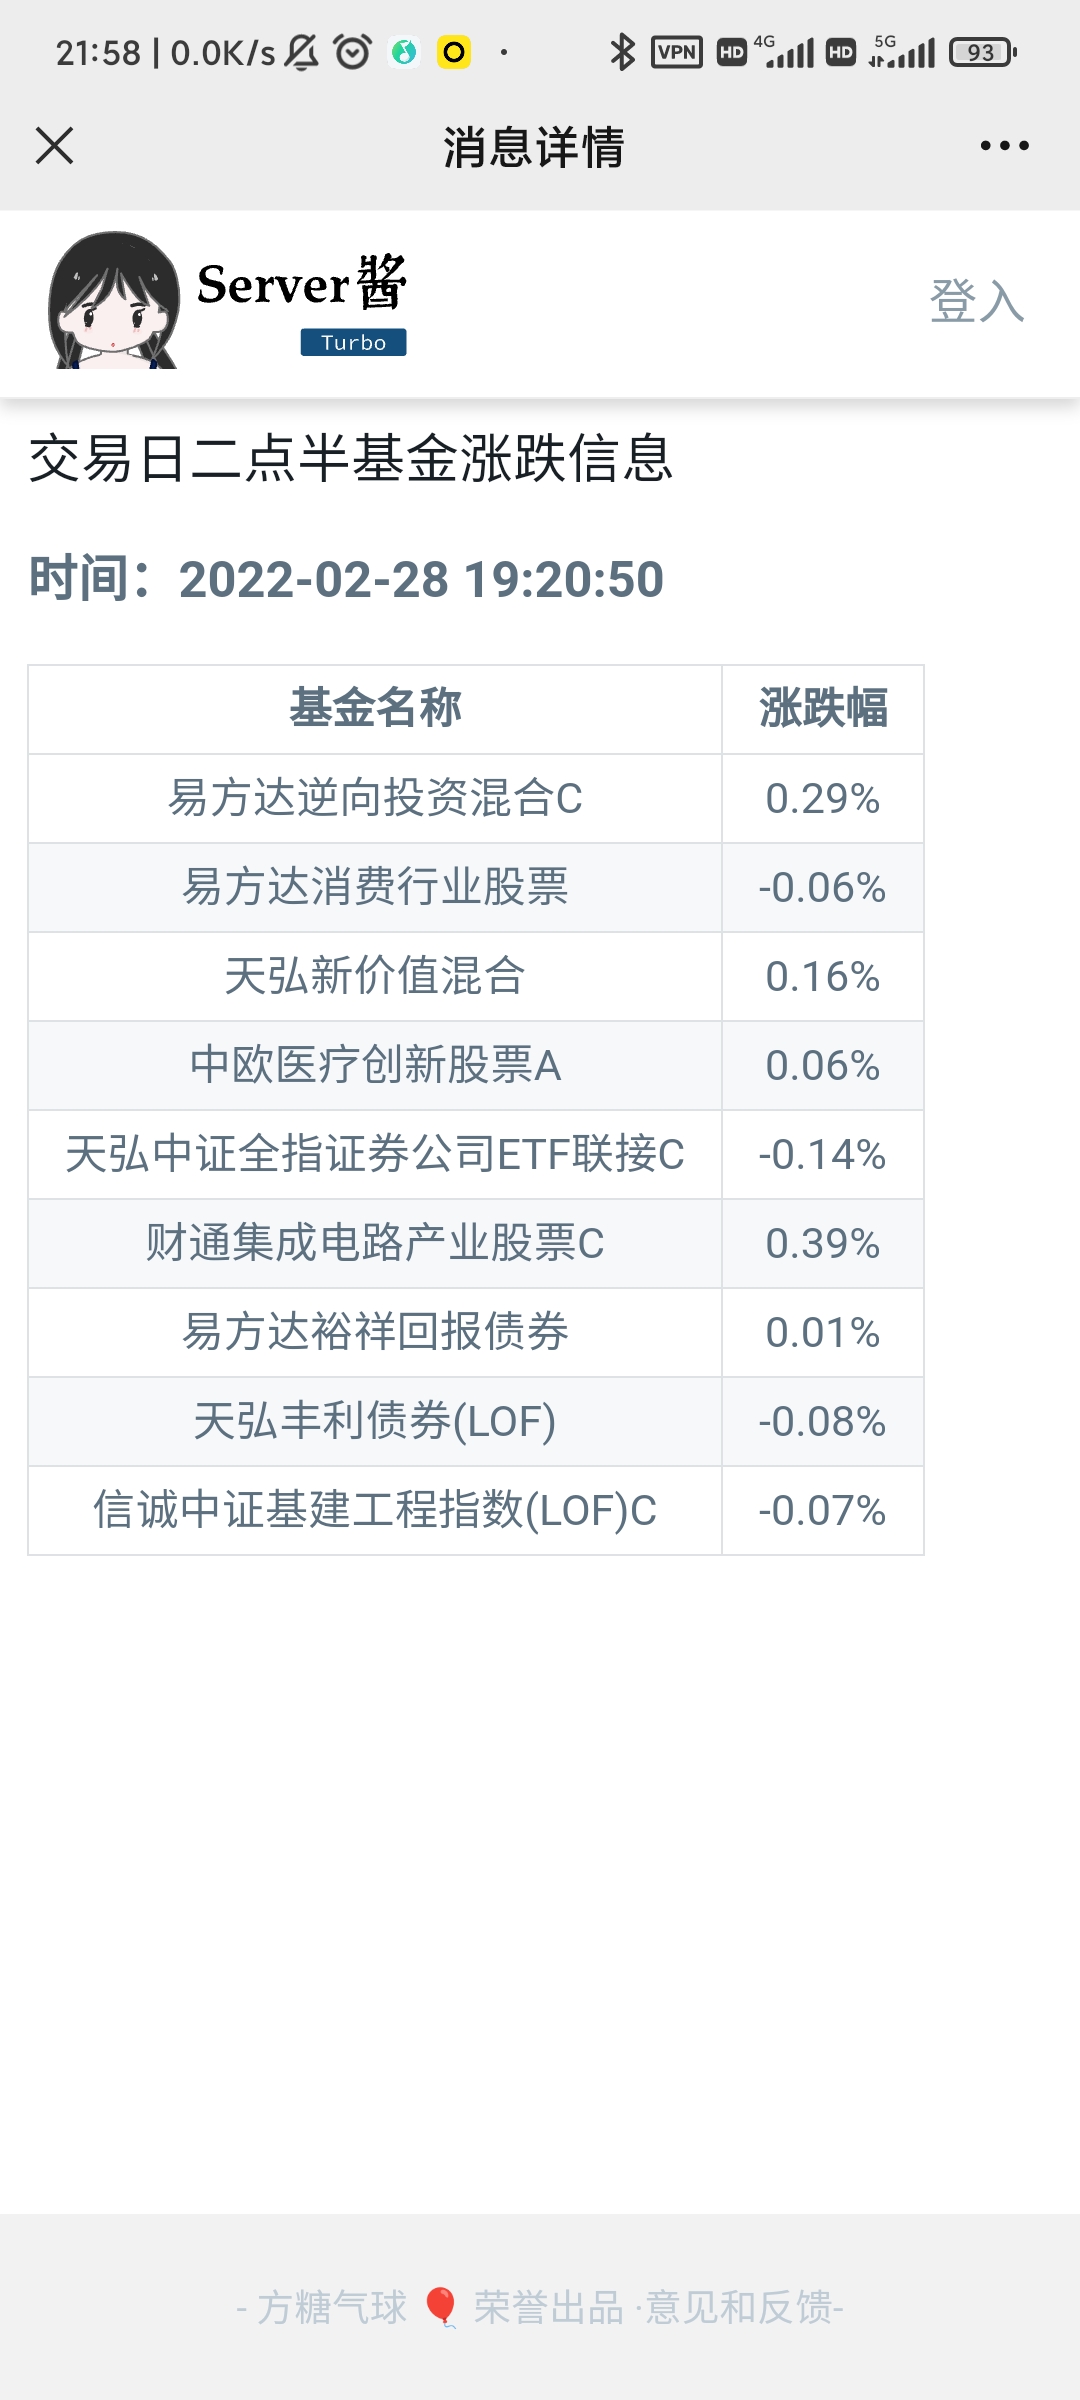 21:58 | 0.0K/s VPN HD 4G HD 5G 93
消息详情
Server酱
Turbo
登入
交易日二点半基金涨跌信息
时间：2022-02-28 19:20:50
基金名称 涨跌幅
易方达逆向投资混合C 0.29%
易方达消费行业股票 -0.06%
天弘新价值混合 0.16%
中欧医疗创新股票A 0.06%
天弘中证全指证券公司ETF联接C -0.14%
财通集成电路产业股票C 0.39%
易方达裕祥回报债券 0.01%
天弘丰利债券(LOF) -0.08%
信诚中证基建工程指数(LOF)C -0.07%
- 方糖气球 🎈 荣誉出品 ·意见和反馈-